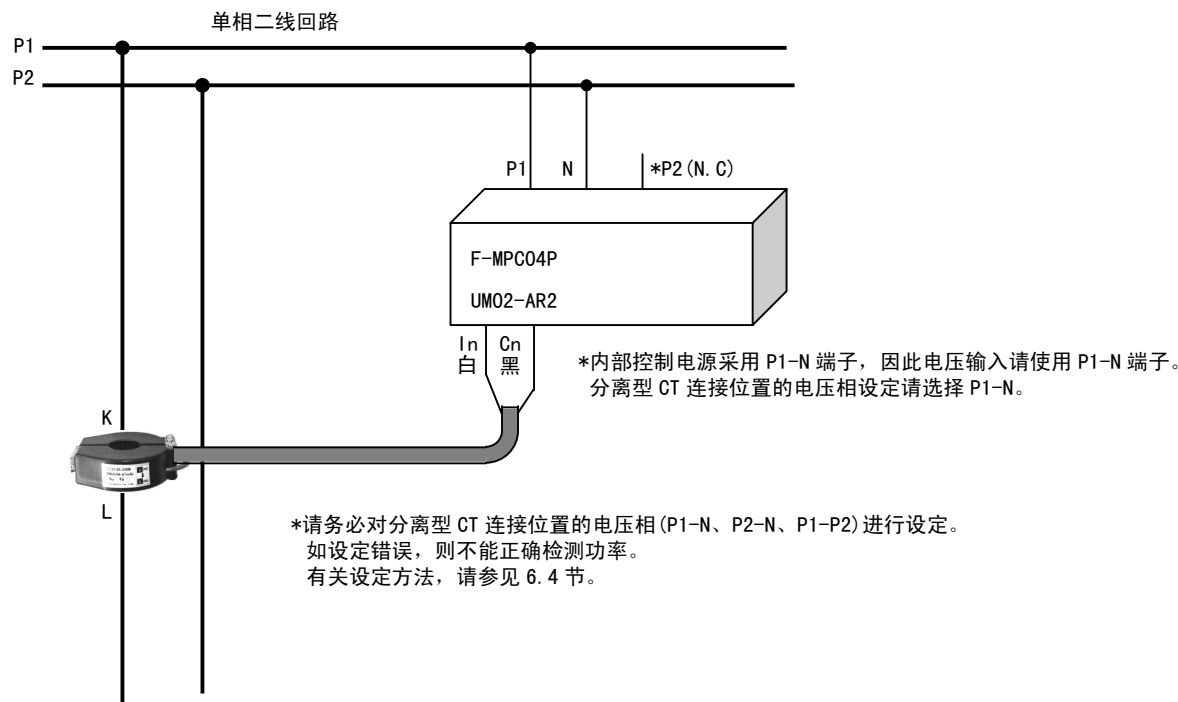 单相二线回路
P1
P2
P1 N *P2(N.C)
F-MPC04P
UM02-AR2
In Cn
白 黑
*内部控制电源采用 P1-N 端子，因此电压输入请使用 P1-N 端子。
分离型 CT 连接位置的电压相设定请选择 P1-N。
K
L
*请务必对分离型 CT 连接位置的电压相(P1-N、P2-N、P1-P2)进行设定。
如设定错误，则不能正确检测功率。
有关设定方法，请参见 6.4 节。